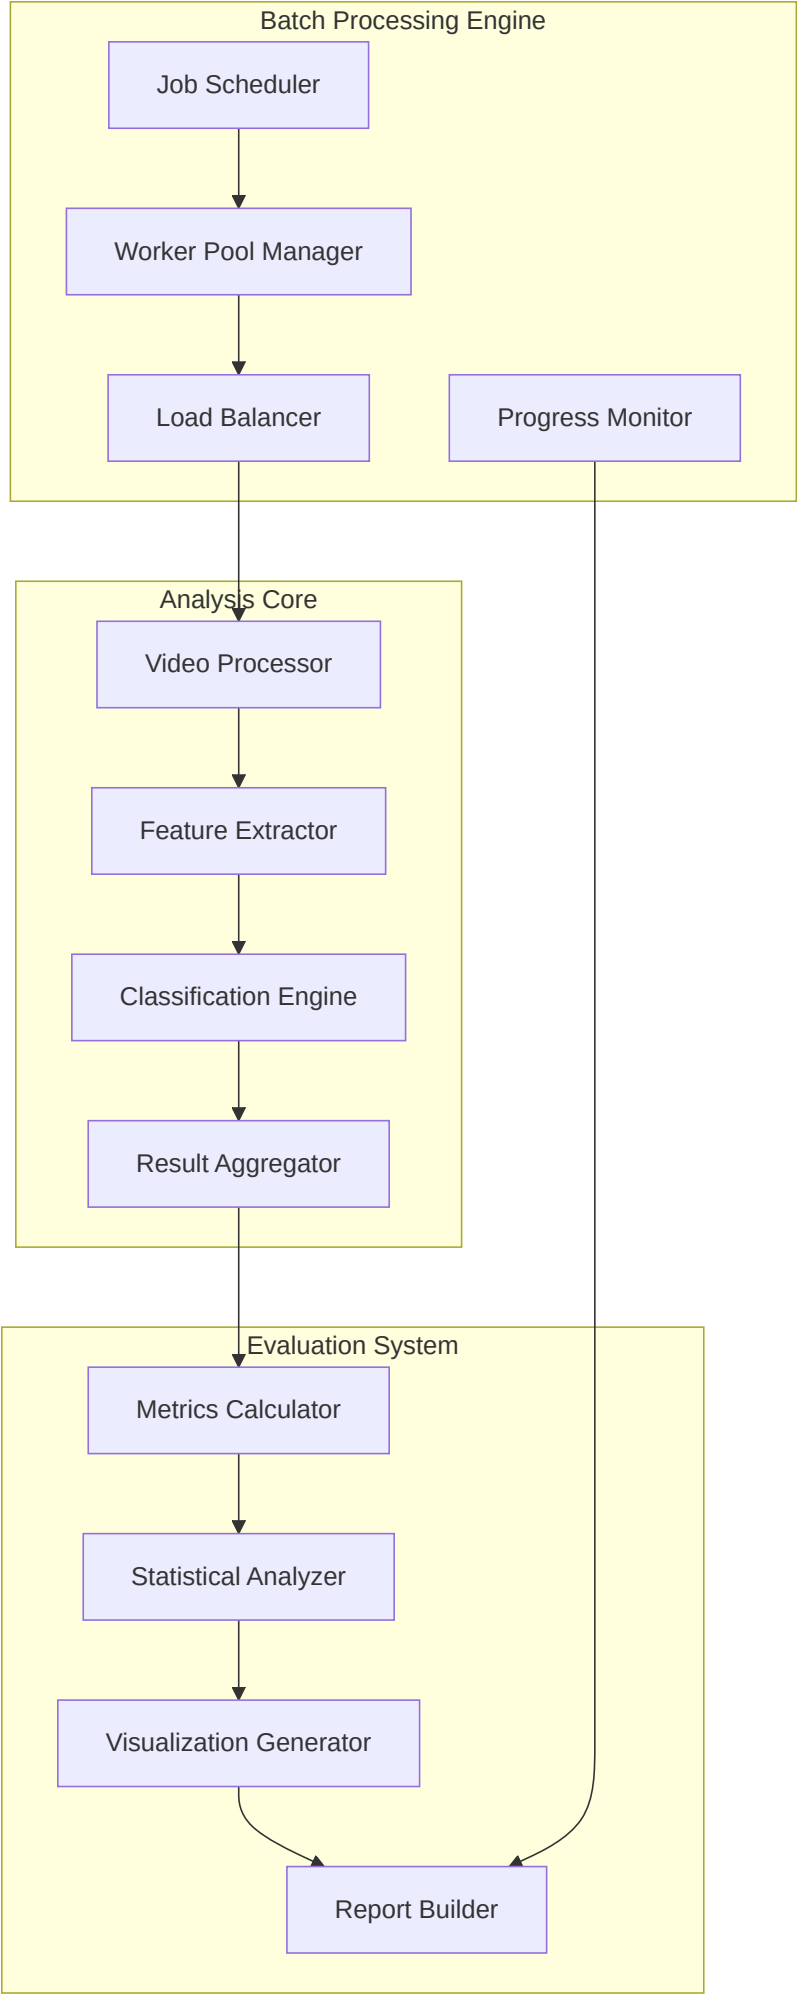 Batch Processing Engine
Job Scheduler
Worker Pool Manager
Load Balancer
Progress Monitor
Analysis Core
Video Processor
Feature Extractor
Classification Engine
Result Aggregator
Evaluation System
Metrics Calculator
Statistical Analyzer
Visualization Generator
Report Builder